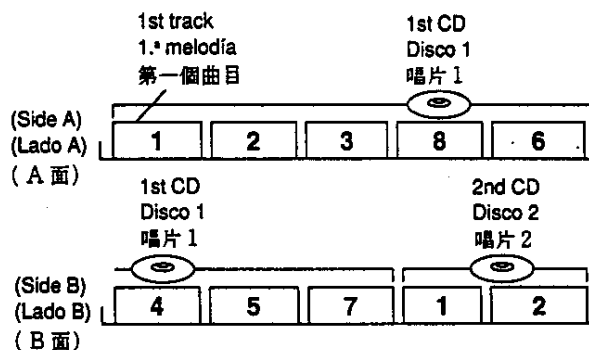 1st track
1.ª melodía
第一個曲目
1st CD
Disco 1
唱片 1
(Side A)
(Lado A)
(A 面)
1 2 3 8 6
1st CD
Disco 1
唱片 1
2nd CD
Disco 2
唱片 2
(Side B)
(Lado B)
(B 面)
4 5 7 1 2